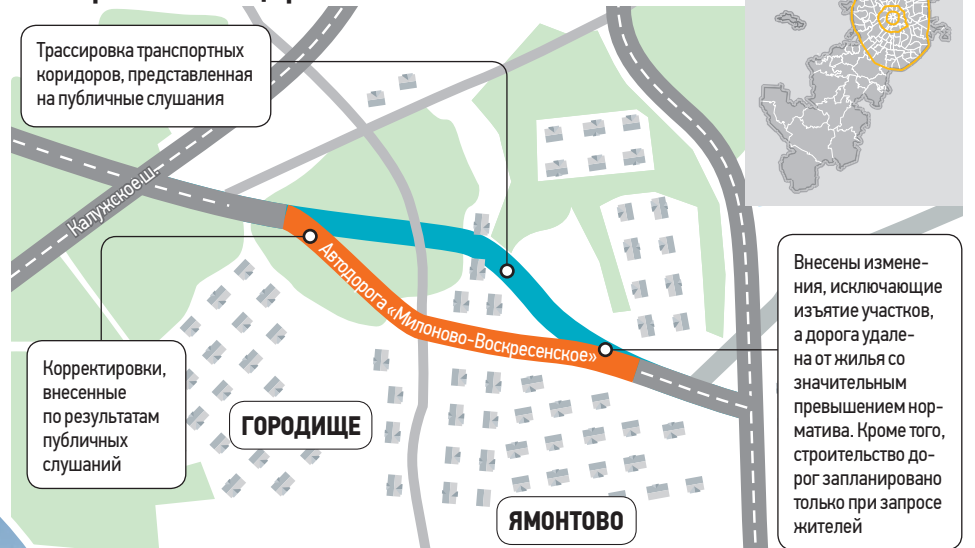 Трассировка транспортных
коридоров, представленная
на публичные слушания
Калужское ш.
Автодорога «Милоново-Воскресенское»
Корректировки,
внесенные
по результатам
публичных
слушаний
ГОРОДИЩЕ
ЯМОНТОВО
Внесены измене-
ния, исключающие
изъятие участков,
а дорога удале-
на от жилья со
значительным
превышением нор-
матива. Кроме того,
строительство до-
рог запланировано
только при запросе
жителей